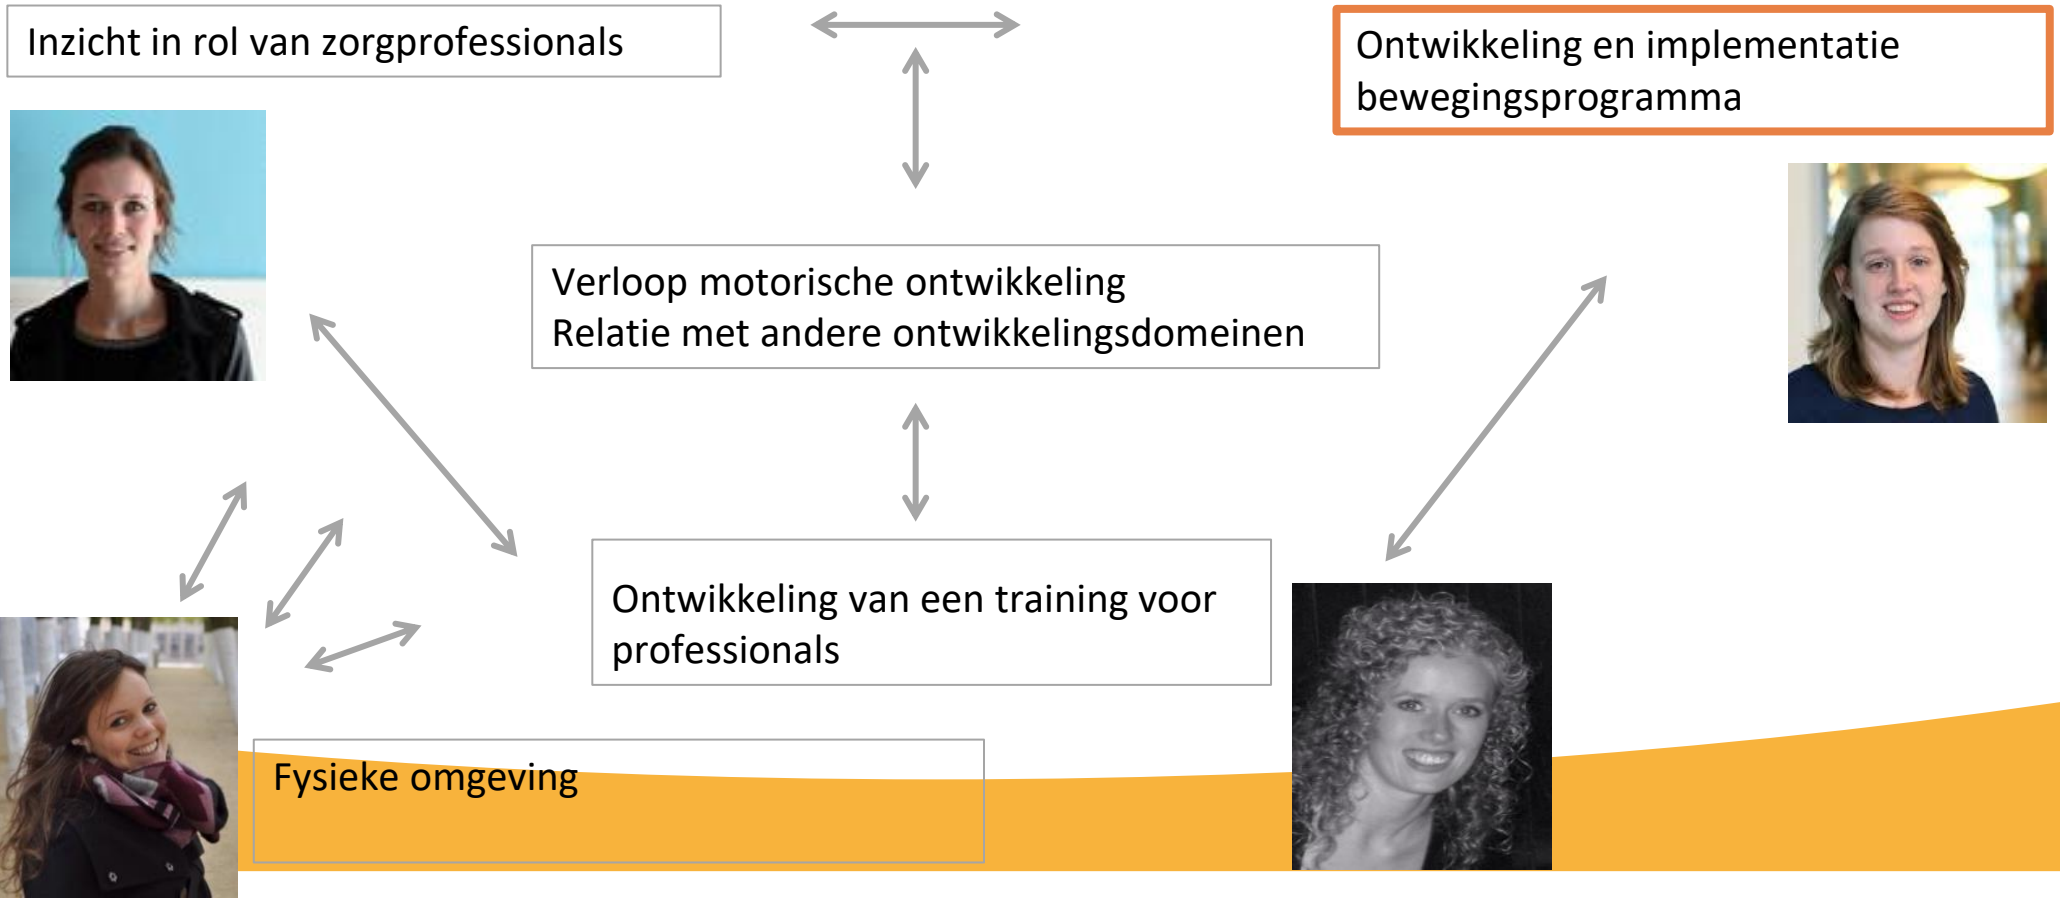 Inzicht in rol van zorgprofessionals
Ontwikkeling en implementatie
bewegingsprogramma
Verloop motorische ontwikkeling
Relatie met andere ontwikkelingsdomeinen
Ontwikkeling van een training voor
professionals
Fysieke omgeving